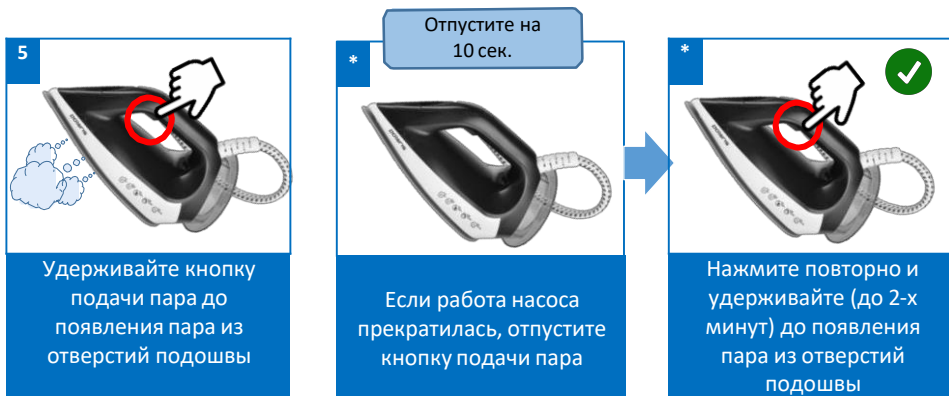 5
Удерживайте кнопку
подачи пара до
появления пара из
отверстий подошвы
Отпустите на
10 сек.
*
Если работа насоса
прекратилась, отпустите
кнопку подачи пара
*
Нажмите повторно и
удерживайте (до 2-х
минут) до появления
пара из отверстий
подошвы